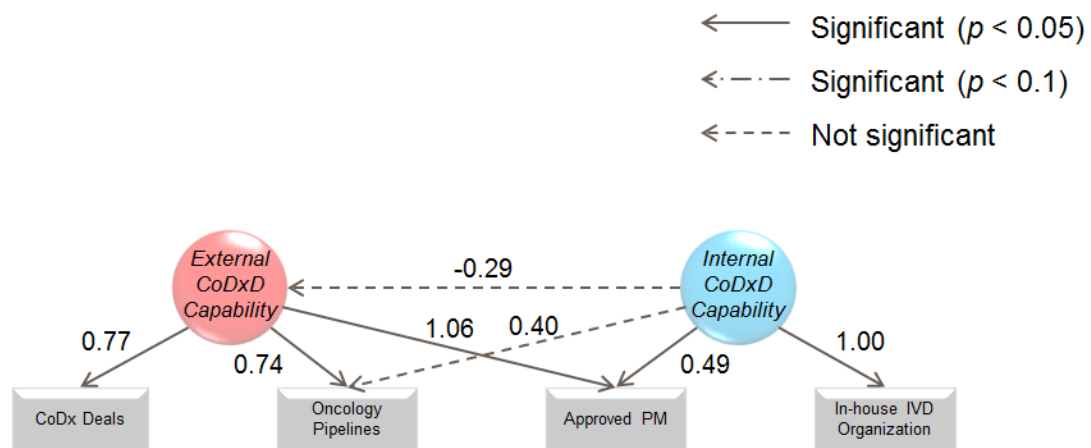 Significant (p < 0.05)
Significant (p < 0.1)
Not significant
External
CoDxD
Capability
Internal
CoDxD
Capability
-0.29
0.77
0.74
1.06
0.40
0.49
1.00
CoDx Deals
Oncology
Pipelines
Approved PM
In-house IVD
Organization